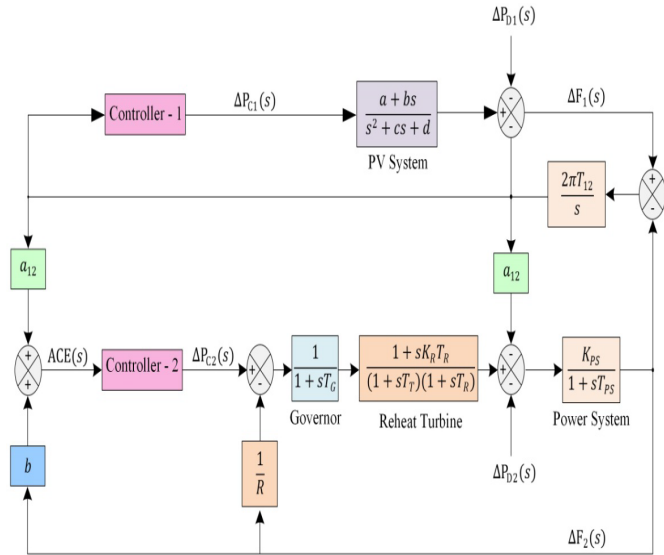 ΔP_D1(s)
Controller - 1
ΔP_C1(s)
a + bs
s² + cs + d
PV System
-
+
-
ΔF_1(s)
2πT_12
s
+
-
a_12
a_12
+
+
ACE(s)
Controller - 2
ΔP_C2(s)
+
-
1
1 + sT_G
Governor
1 + sK_R T_R
(1 + sT_T)(1 + sT_R)
Reheat Turbine
-
+
-
K_PS
1 + sT_PS
Power System
b
1
R
ΔP_D2(s)
ΔF_2(s)